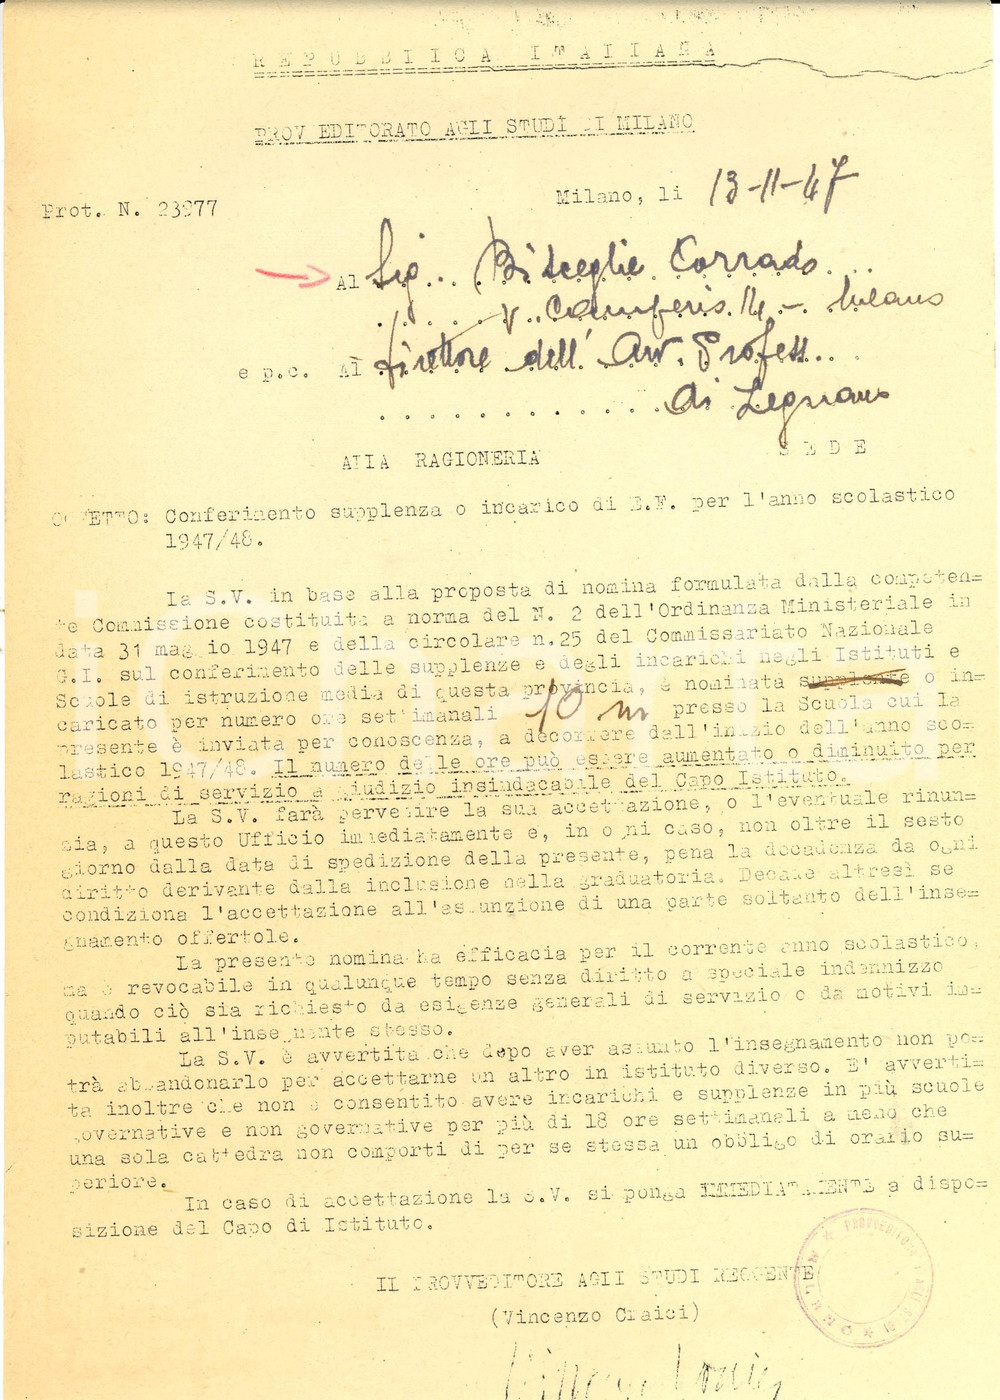 REPUBBLICA ITALIANA
PROVVEDITORATO AGLI STUDI DI MILANO
Milano, li 13-11-47
Prot. N. 23977
Al Sig... Bisceglie Corrado
V.
e p.c. Al Direttore dell' Avv. Profess...
di Legnano
SEDE
ALLA RAGIONERIA
OGGETTO: Conferimento supplenza o incarico di E.F. per l'anno scolastico
1947/48.
La S.V. in base alla proposta di nomina formulata dalla competen=
te Commissione costituita a norma del N. 2 dell'Ordinanza Ministeriale in
data 31 maggio 1947 e della circolare n.25 del Commissariato Nazionale
G.I. sul conferimento delle supplenze e degli incarichi negli Istituti e
Scuole di istruzione media di questa provincia, è nominata supplente o in=
caricato per numero ore settimanali 10 m presso la Scuola cui la
presente è inviata per conoscenza, a decorrere dall'inizio dell'anno sco=
lastico 1947/48. Il numero delle ore può essere aumentato o diminuito per
ragioni di servizio a giudizio insindacabile del Capo Istituto.
La S.V. farà pervenire la sua accettazione, o l'eventuale rinun=
zia, a questo Ufficio immediatamente e, in ogni caso, non oltre il sesto
giorno dalla data di spedizione della presente, pena la decadenza da ogni
diritto derivante dalla inclusione nella graduatoria. Decade altresì se
condiziona l'accettazione all'assunzione di una parte soltanto dell'inse=
gnamento offertole.
La presente nomina ha efficacia per il corrente anno scolastico,
ma è revocabile in qualunque tempo senza diritto a speciale indennizzo
quando ciò sia richiesto da esigenze generali di servizio o da motivi im=
putabili all'insegnante stesso.
La S.V. è avvertita che dopo aver assunto l'insegnamento non po=
trà abbandonarlo per accettarne un altro in istituto diverso. E' avverti=
ta inoltre che non è consentito avere incarichi e supplenze in più scuole
governative e non governative per più di 18 ore settimanali a meno che
una sola cattedra non comporti di per se stessa un obbligo di orario su=
periore.
In caso di accettazione la S.V. si ponga IMMEDIATAMENTE a dispo=
sizione del Capo di Istituto.
IL PROVVEDITORE AGLI STUDI REGGENTE
(Vincenzo Craici)